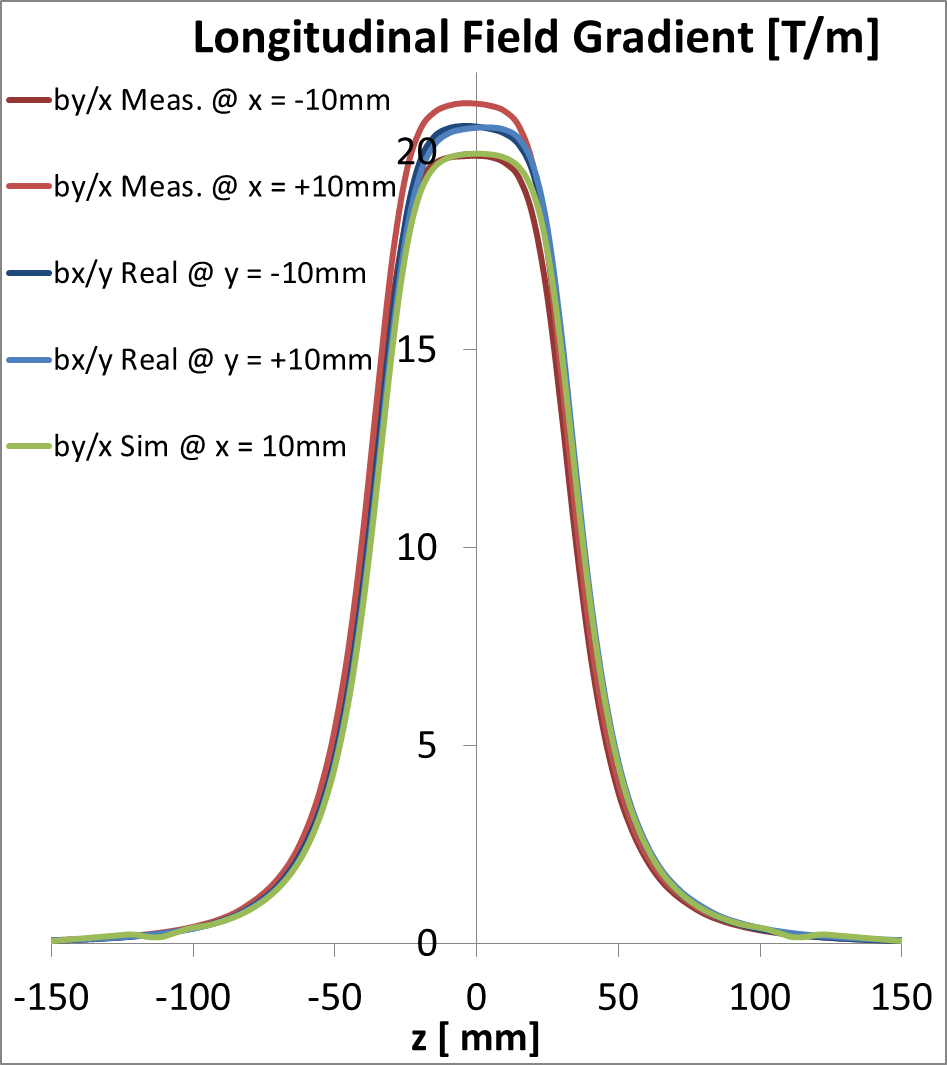 Longitudinal Field Gradient [T/m]
by/x Meas. @ x = -10mm
by/x Meas. @ x = +10mm
bx/y Real @ y = -10mm
bx/y Real @ y = +10mm
by/x Sim @ x = 10mm
20
15
10
5
0
-150 -100 -50 0 50 100 150
z [ mm]